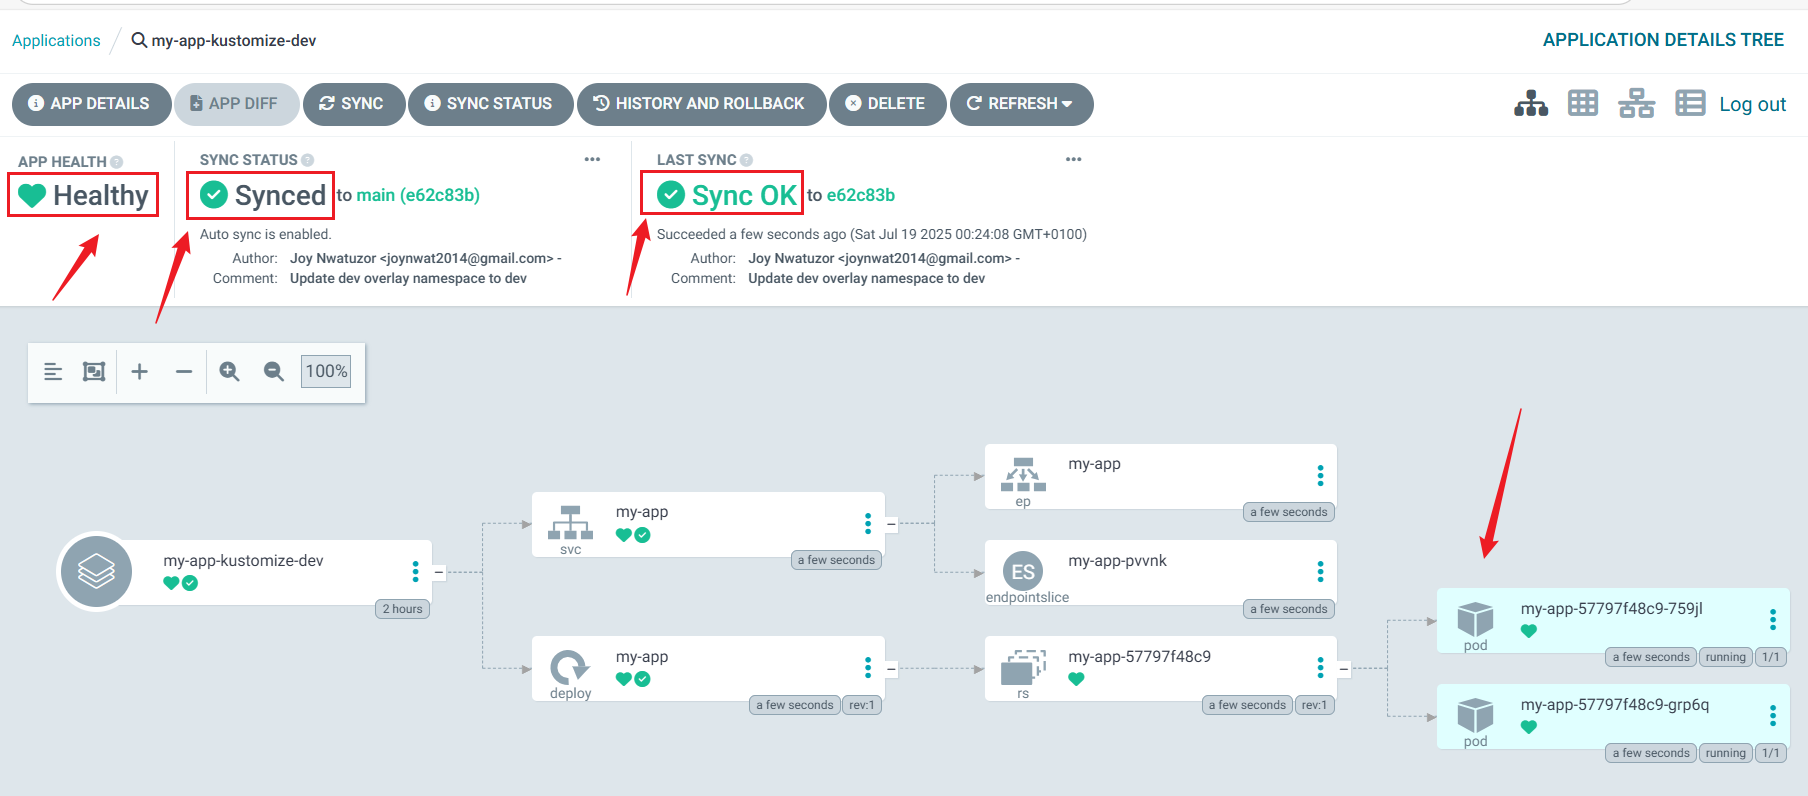 Applications / my-app-kustomize-dev
APPLICATION DETAILS TREE
APP DETAILS APP DIFF SYNC SYNC STATUS HISTORY AND ROLLBACK DELETE REFRESH
Log out
APP HEALTH
Healthy
SYNC STATUS
Synced to main (e62c83b)
Auto sync is enabled.
Author: Joy Nwatuzor <joynwat2014@gmail.com> -
Comment: Update dev overlay namespace to dev
LAST SYNC
Sync OK to e62c83b
Succeeded a few seconds ago (Sat Jul 19 2025 00:24:08 GMT+0100)
Author: Joy Nwatuzor <joynwat2014@gmail.com> -
Comment: Update dev overlay namespace to dev
100%
my-app-kustomize-dev
2 hours
my-app
svc
a few seconds
my-app
deploy
a few seconds rev:1
my-app
ep
a few seconds
ES
my-app-pvvnk
endpointslice
a few seconds
my-app-57797f48c9
rs
a few seconds rev:1
my-app-57797f48c9-759jl
pod
a few seconds running 1/1
my-app-57797f48c9-grp6q
pod
a few seconds running 1/1